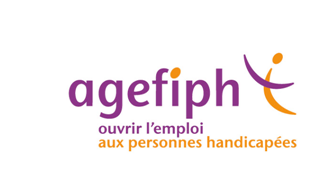 agefiph
ouvrir l'emploi
aux personnes handicapées